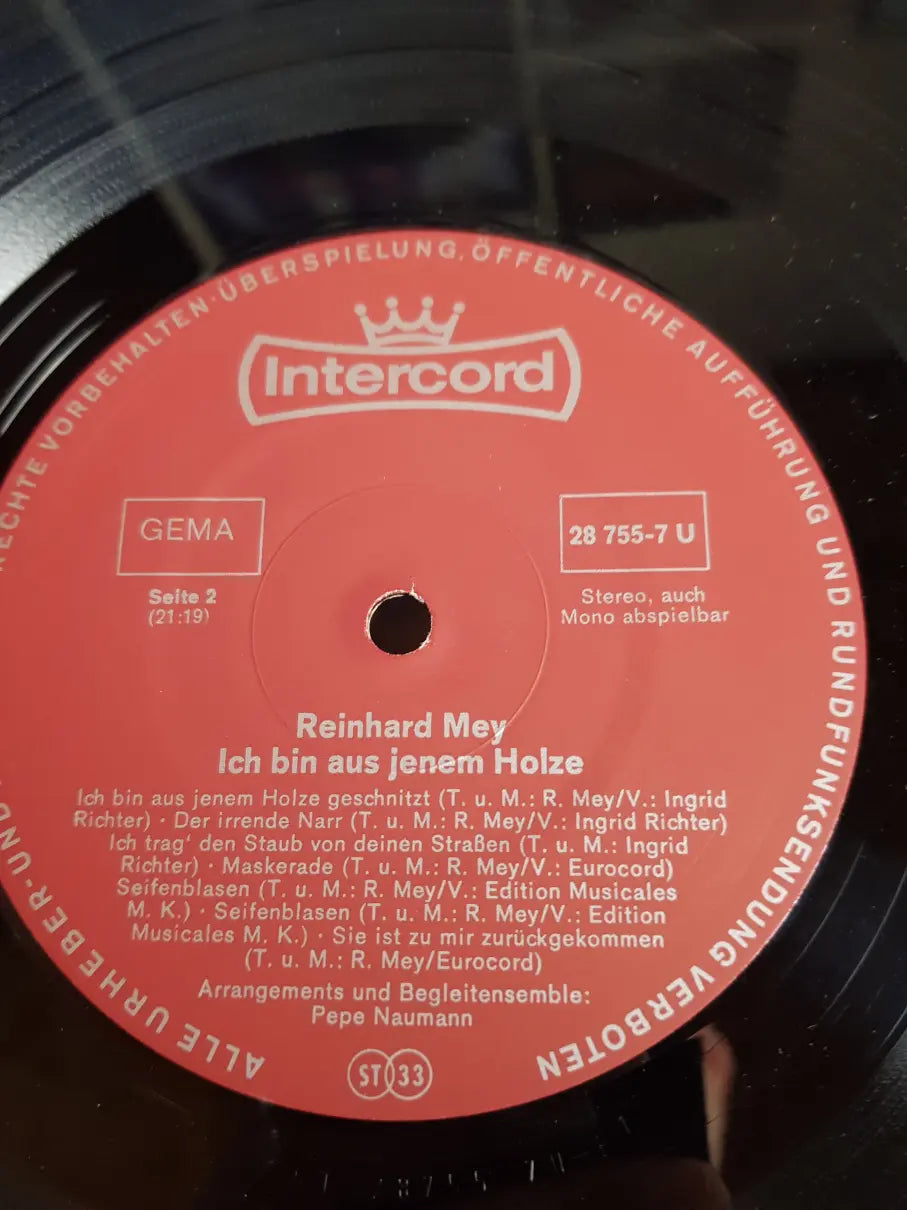 RECHTE VORBEHALTEN · ÜBERSPIELUNG, ÖFFENTLICHE AUFFÜHRUNG UND RUNDFUNKSENDUNG VERBOTEN
ALLE URHEBER- UND
Intercord
GEMA
28 755-7 U
Seite 2
(21:19)
Stereo, auch
Mono abspielbar
Reinhard Mey
Ich bin aus jenem Holze
Ich bin aus jenem Holze geschnitzt (T. u. M.: R. Mey/V.: Ingrid
Richter) · Der irrende Narr (T. u. M.: R. Mey/V.: Ingrid Richter)
Ich trag' den Staub von deinen Straßen (T. u. M.: Ingrid
Richter) · Maskerade (T. u. M.: R. Mey/V.: Eurocord)
Seifenblasen (T. u. M.: R. Mey/V.: Edition Musicales
M. K.) · Seifenblasen (T. u. M.: R. Mey/V.: Edition
Musicales M. K.) · Sie ist zu mir zurückgekommen
(T. u. M.: R. Mey/Eurocord)
Arrangements und Begleitensemble:
Pepe Naumann
ST 33